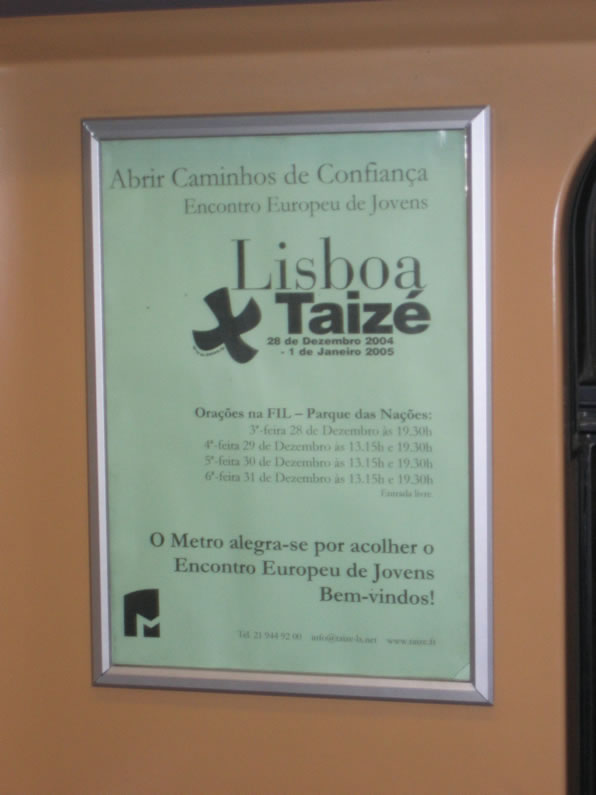 Abrir Caminhos de Confiança
Encontro Europeu de Jovens
Lisboa
Taizé
28 de Dezembro 2004
- 1 de Janeiro 2005
Orações na FIL – Parque das Nações:
3ª-feira 28 de Dezembro às 19.30h
4ª-feira 29 de Dezembro às 13.15h e 19.30h
5ª-feira 30 de Dezembro às 13.15h e 19.30h
6ª-feira 31 de Dezembro às 13.15h e 19.30h
Entrada livre
O Metro alegra-se por acolher o
Encontro Europeu de Jovens
Bem-vindos!
M
Tel. 21 944 92 00 info@taize-lx.net www.taize.fr